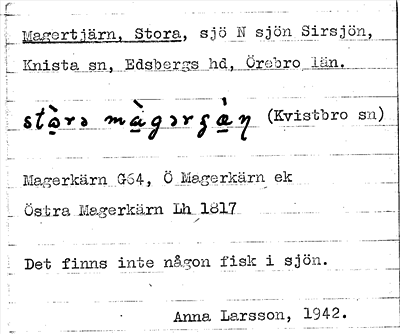 Magertjärn, Stora, sjö N sjön Sirsjön,
Knista sn, Edsbergs hd, Örebro län.
(Kvistbro sn)
Magerkärn G64, Ö Magerkärn ek
Östra Magerkärn Lh 1817
Det finns inte någon fisk i sjön.
Anna Larsson, 1942.